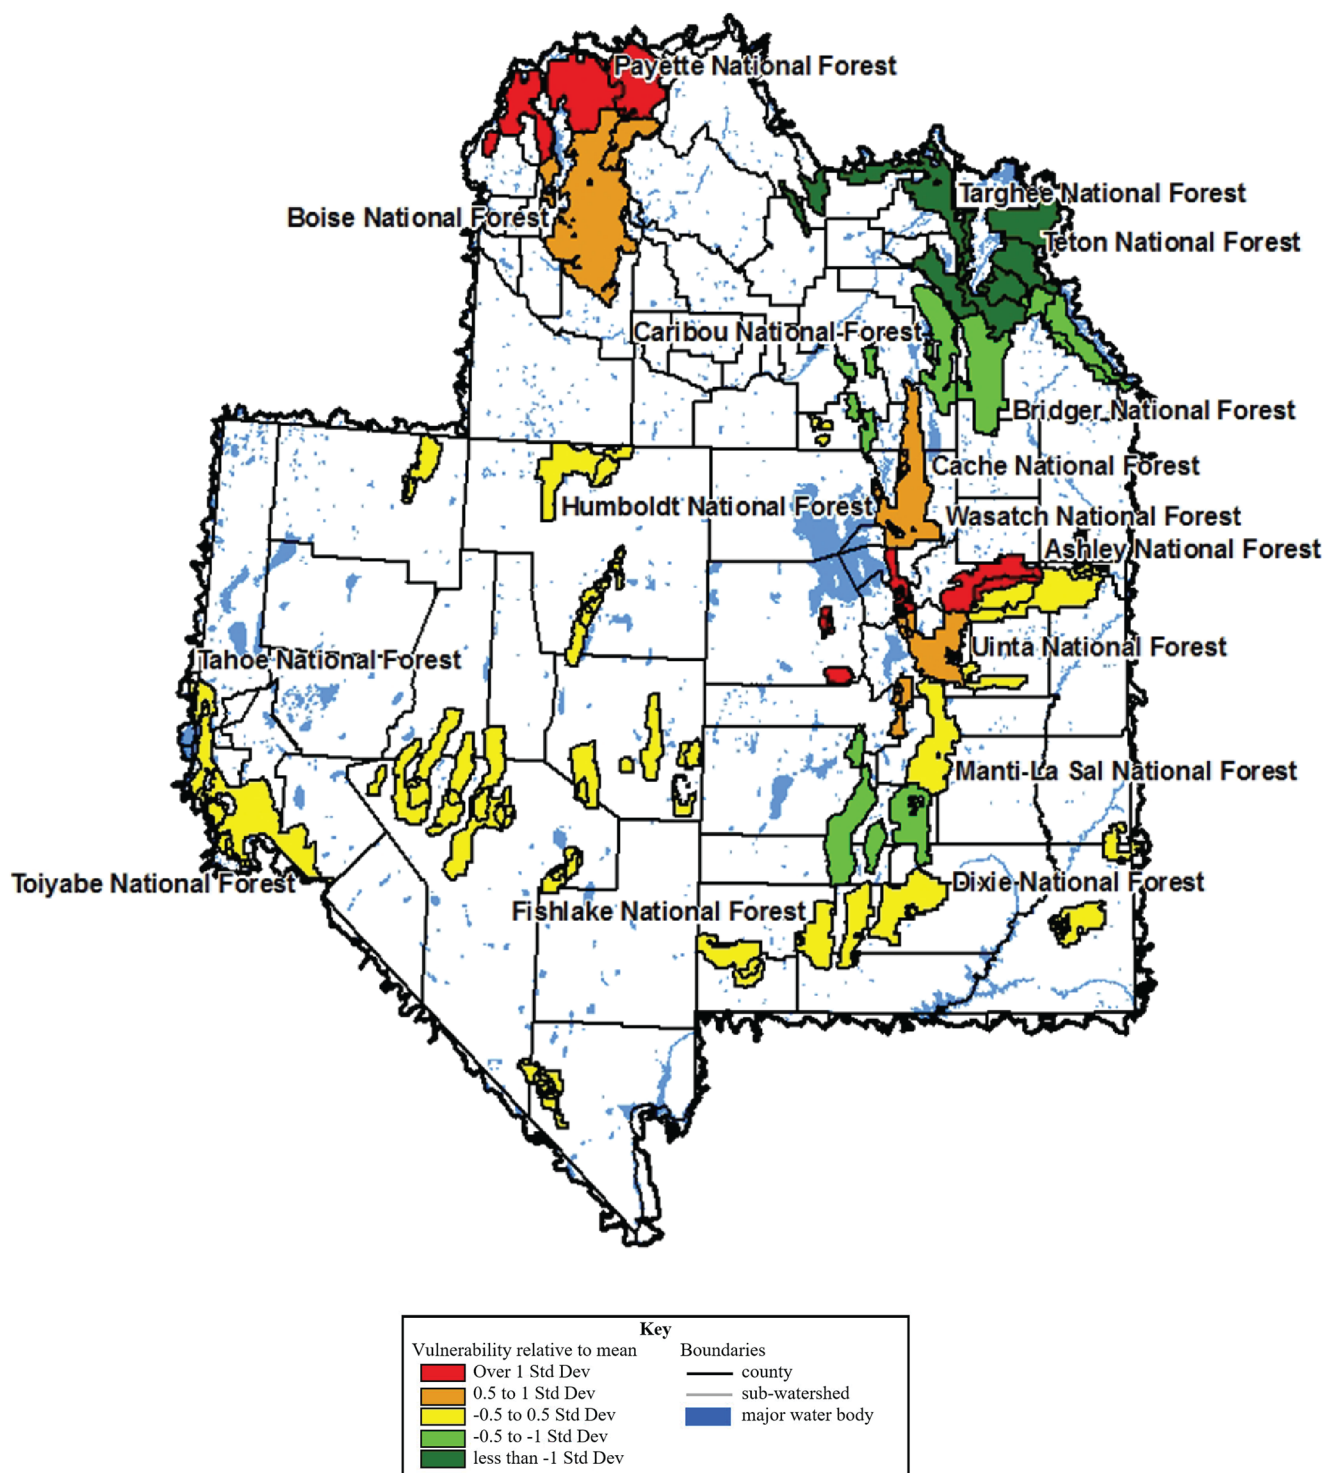 Payette National Forest
Targhee National Forest
Boise National Forest
Teton National Forest
Caribou National Forest
Bridger National Forest
Cache National Forest
Humboldt National Forest
Wasatch National Forest
Ashley National Forest
Uinta National Forest
Tahoe National Forest
Manti-La Sal National Forest
Toiyabe National Forest
Dixie National Forest
Fishlake National Forest
Key
Vulnerability relative to mean
Over 1 Std Dev
0.5 to 1 Std Dev
-0.5 to 0.5 Std Dev
-0.5 to -1 Std Dev
less than -1 Std Dev
Boundaries
county
sub-watershed
major water body